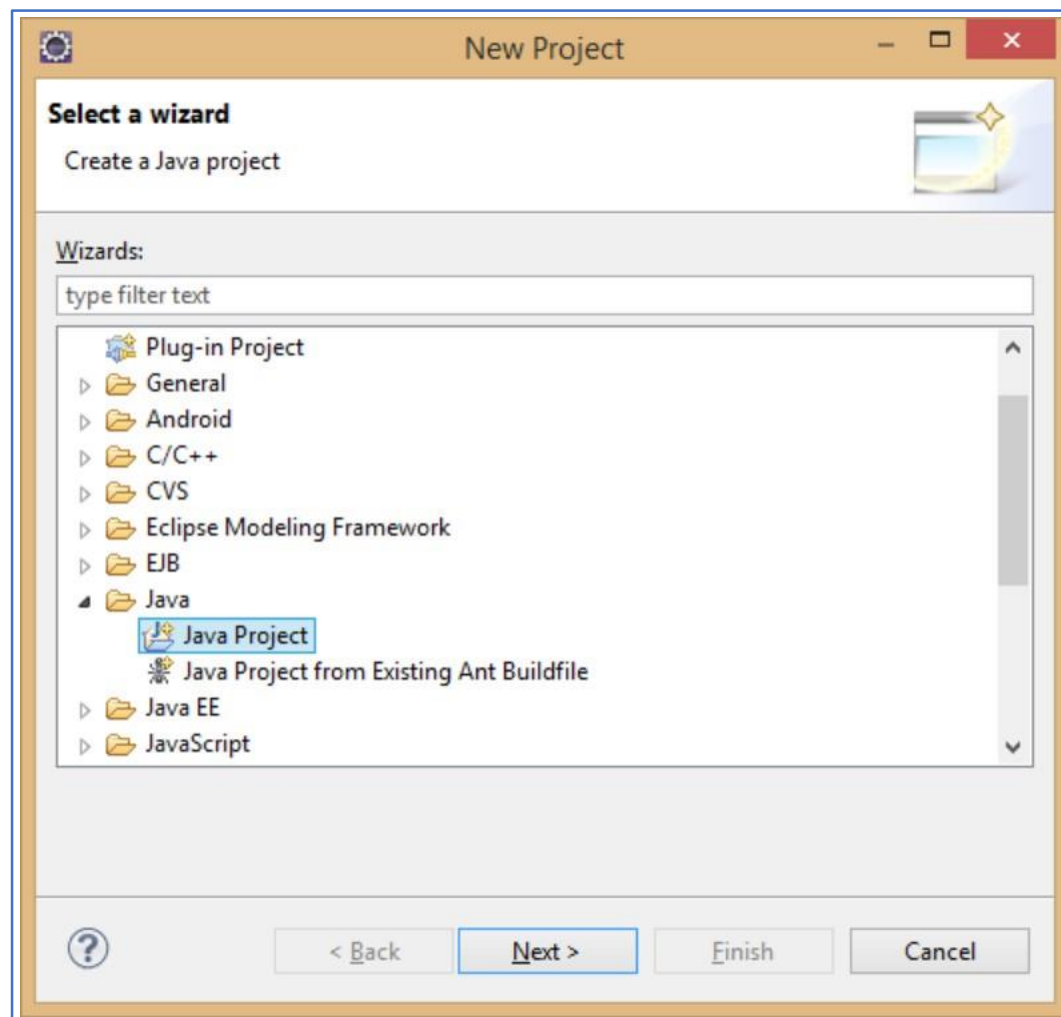 New Project
Select a wizard
Create a Java project
Wizards:
type filter text
Plug-in Project
General
Android
C/C++
CVS
Eclipse Modeling Framework
EJB
Java
Java Project
Java Project from Existing Ant Buildfile
Java EE
JavaScript
? < Back Next > Finish Cancel